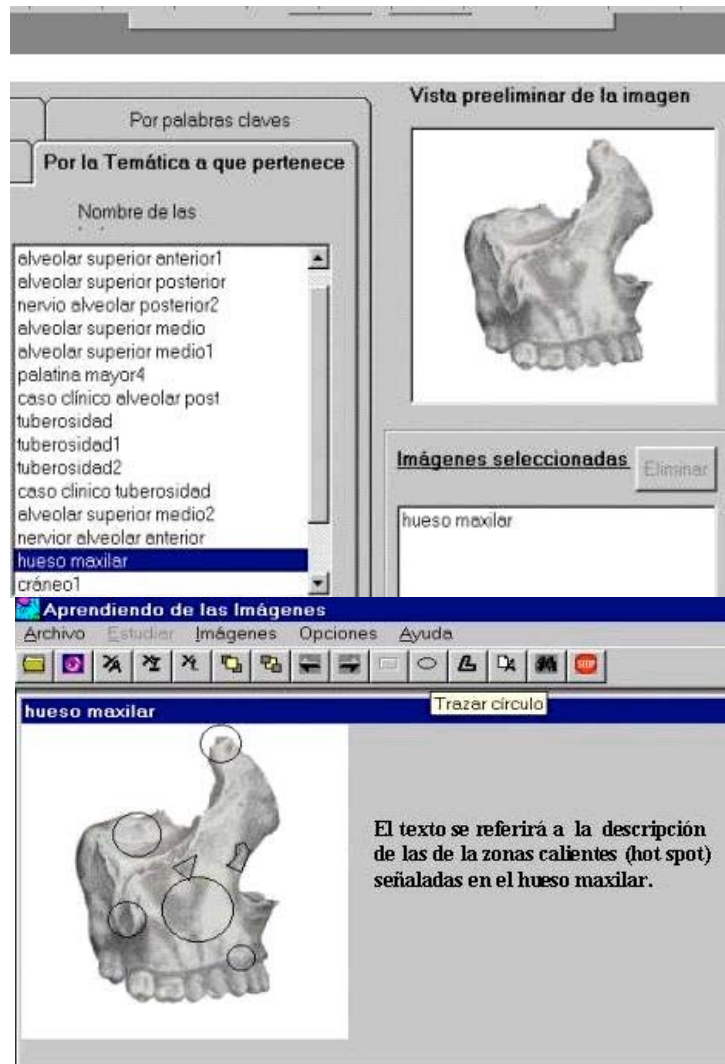 Vista preeliminar de la imagen
Por palabras claves
Por la Temática a que pertenece
Nombre de las
alveolar superior anterior1
alveolar superior posterior
nervio alveolar posterior2
alveolar superior medio
alveolar superior medio1
palatina mayor4
caso clínico alveolar post
tuberosidad
tuberosidad1
tuberosidad2
caso clinico tuberosidad
alveolar superior medio2
nervior alveolar anterior
hueso maxilar
cráneo1
Imágenes seleccionadas
Eliminar
hueso maxilar
Aprendiendo de las Imágenes
Archivo Estudiar Imágenes Opciones Ayuda
STOP
Trazar círculo
hueso maxilar
El texto se referirá a la descripción
de las de la zonas calientes (hot spot)
señaladas en el hueso maxilar.